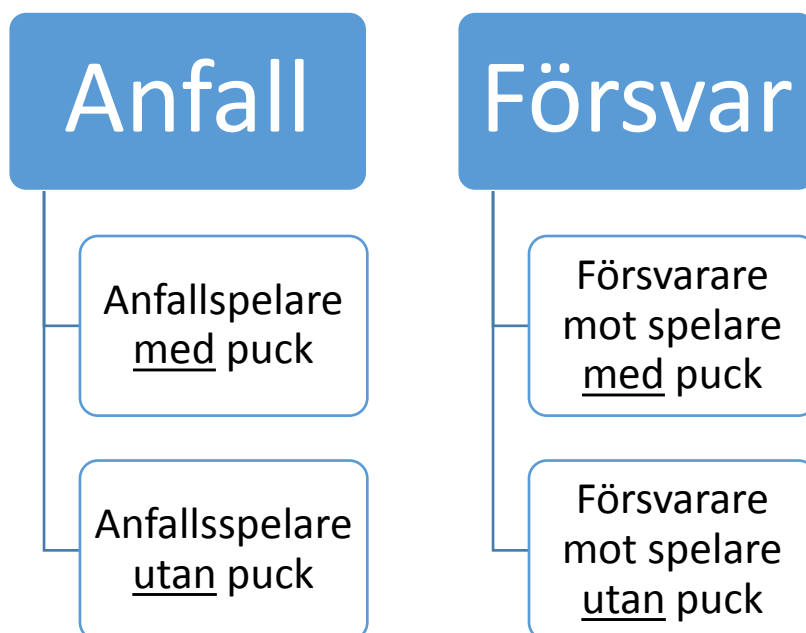 Anfall
Anfallspelare
med puck
Anfallsspelare
utan puck
Försvar
Försvarare
mot spelare
med puck
Försvarare
mot spelare
utan puck